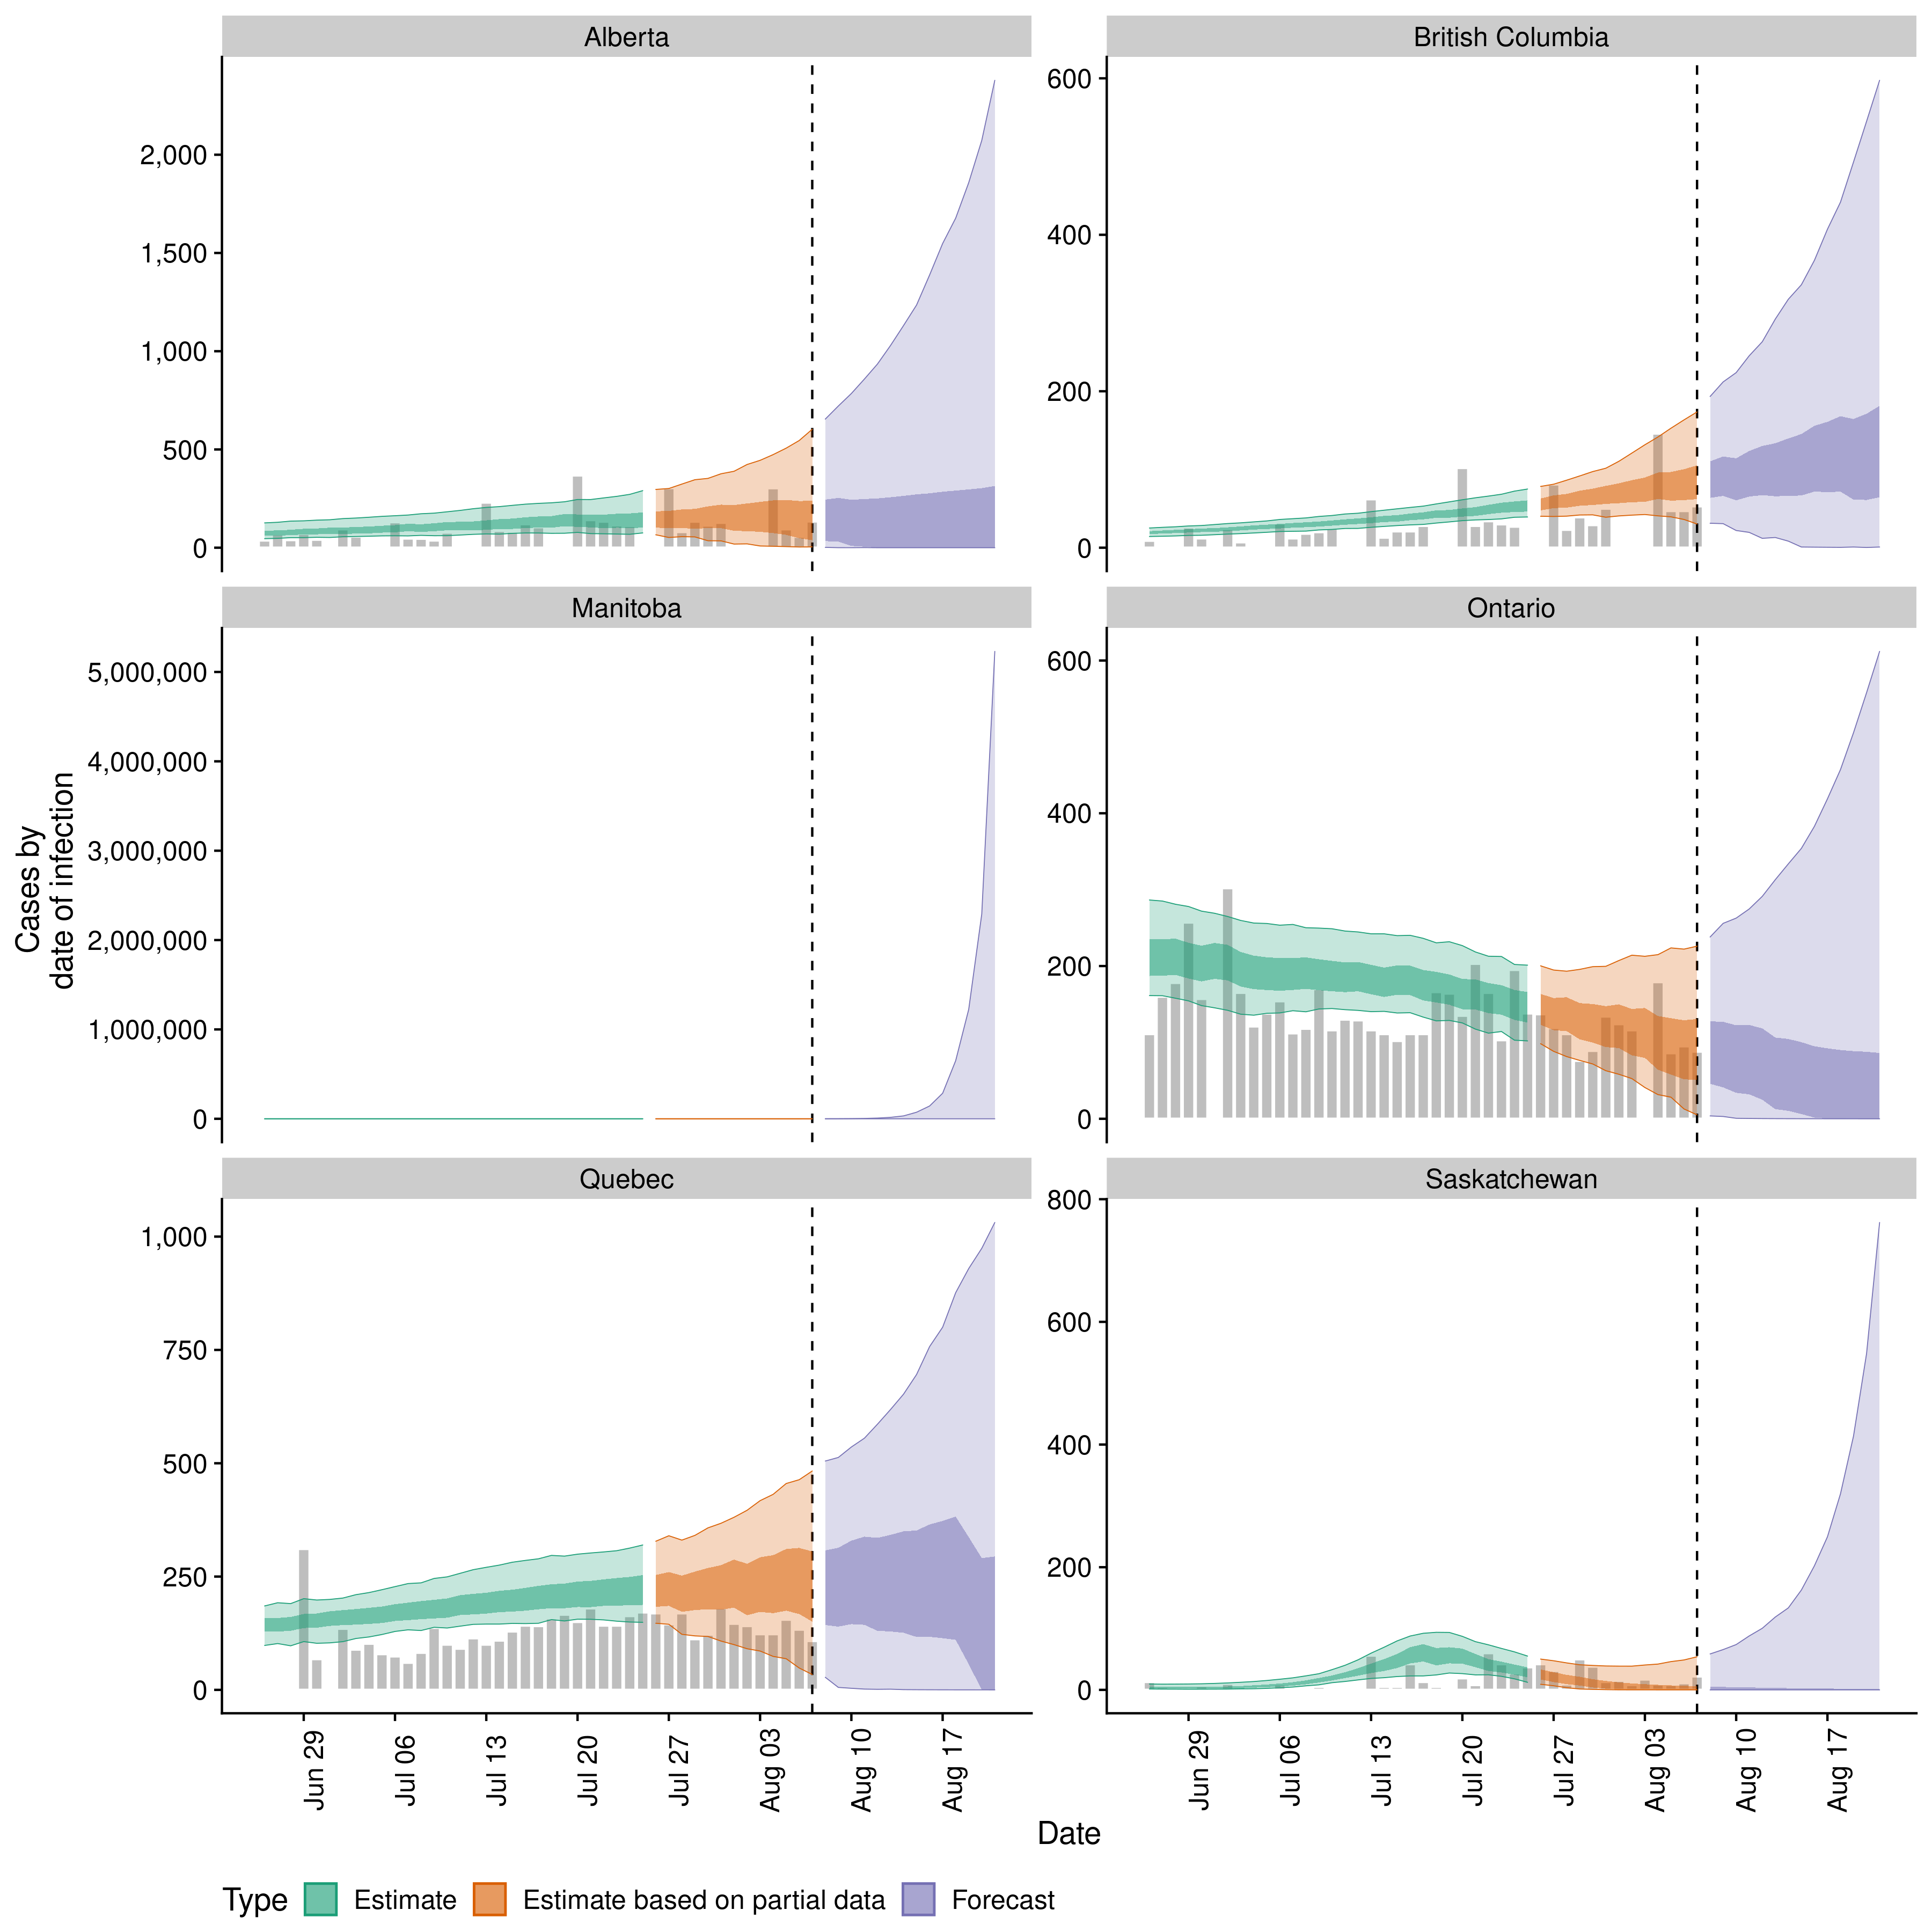 Alberta
British Columbia
2,000
1,500
1,000
500
0
600
400
200
0
Manitoba
Ontario
5,000,000
4,000,000
3,000,000
2,000,000
1,000,000
0
600
400
200
0
Cases by
date of infection
Quebec
Saskatchewan
1,000
750
500
250
0
800
600
400
200
0
Jun 29
Jul 06
Jul 13
Jul 20
Jul 27
Aug 03
Aug 10
Aug 17
Jun 29
Jul 06
Jul 13
Jul 20
Jul 27
Aug 03
Aug 10
Aug 17
Date
Type Estimate Estimate based on partial data Forecast